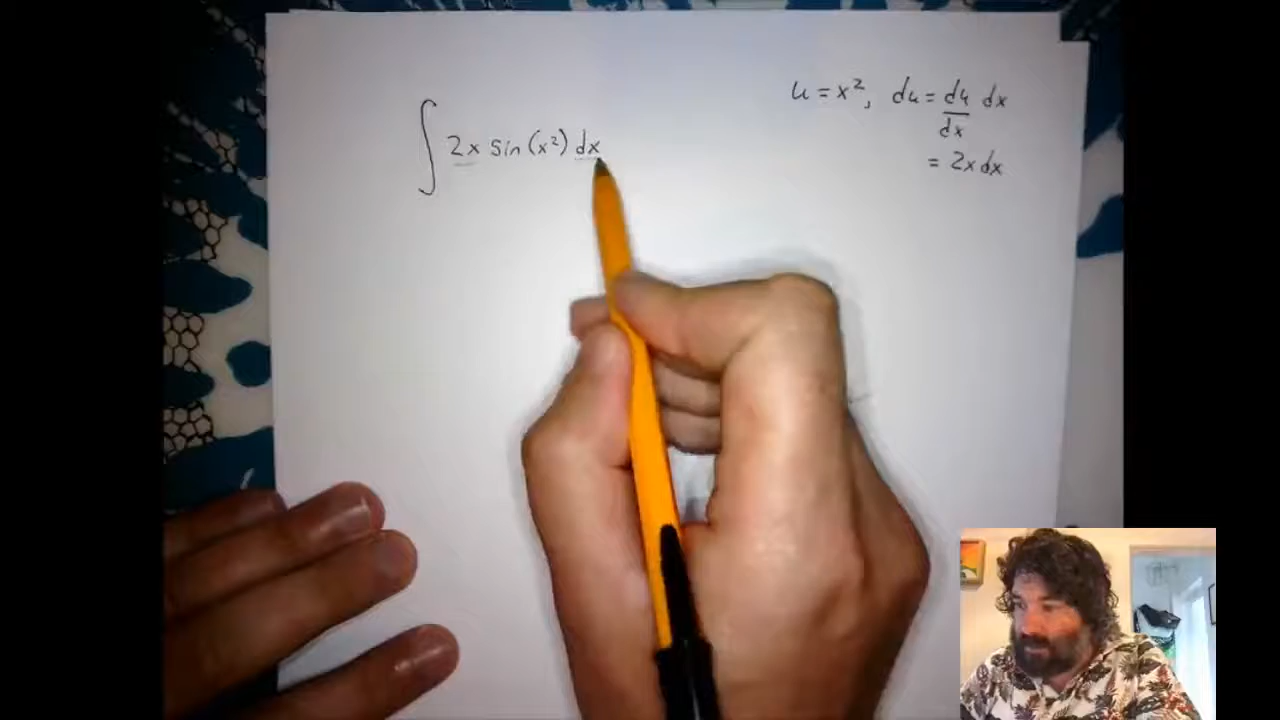 ∫ 2x sin(x²) dx
u = x², du = du/dx dx
= 2x dx